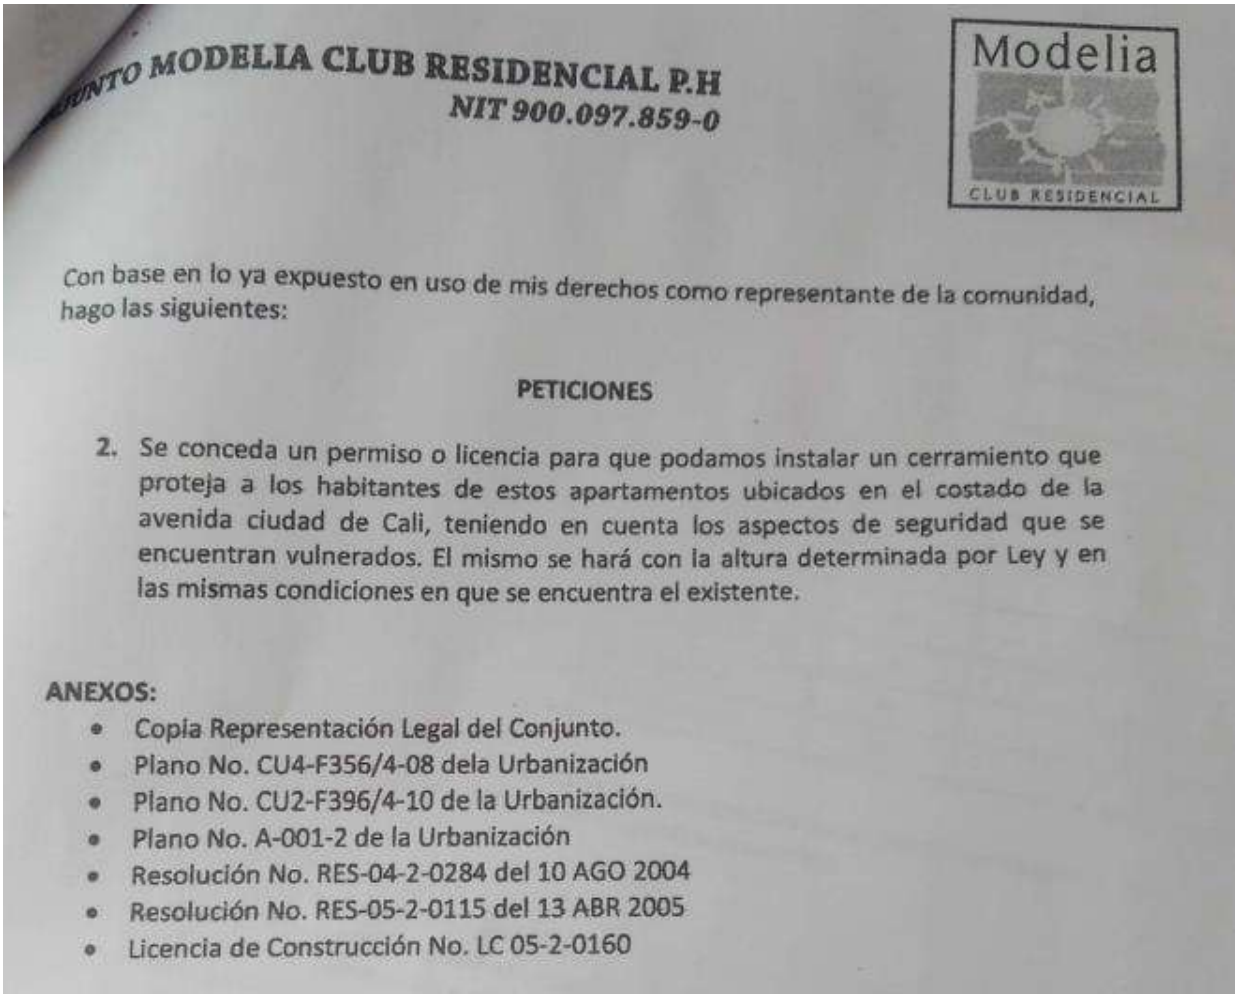 JUNTO MODELIA CLUB RESIDENCIAL P.H
NIT 900.097.859-0
Modelia
CLUB RESIDENCIAL
Con base en lo ya expuesto en uso de mis derechos como representante de la comunidad,
hago las siguientes:
PETICIONES
2. Se conceda un permiso o licencia para que podamos instalar un cerramiento que
proteja a los habitantes de estos apartamentos ubicados en el costado de la
avenida ciudad de Cali, teniendo en cuenta los aspectos de seguridad que se
encuentran vulnerados. El mismo se hará con la altura determinada por Ley y en
las mismas condiciones en que se encuentra el existente.
ANEXOS:
• Copia Representación Legal del Conjunto.
• Plano No. CU4-F356/4-08 dela Urbanización
• Plano No. CU2-F396/4-10 de la Urbanización.
• Plano No. A-001-2 de la Urbanización
• Resolución No. RES-04-2-0284 del 10 AGO 2004
• Resolución No. RES-05-2-0115 del 13 ABR 2005
• Licencia de Construcción No. LC 05-2-0160